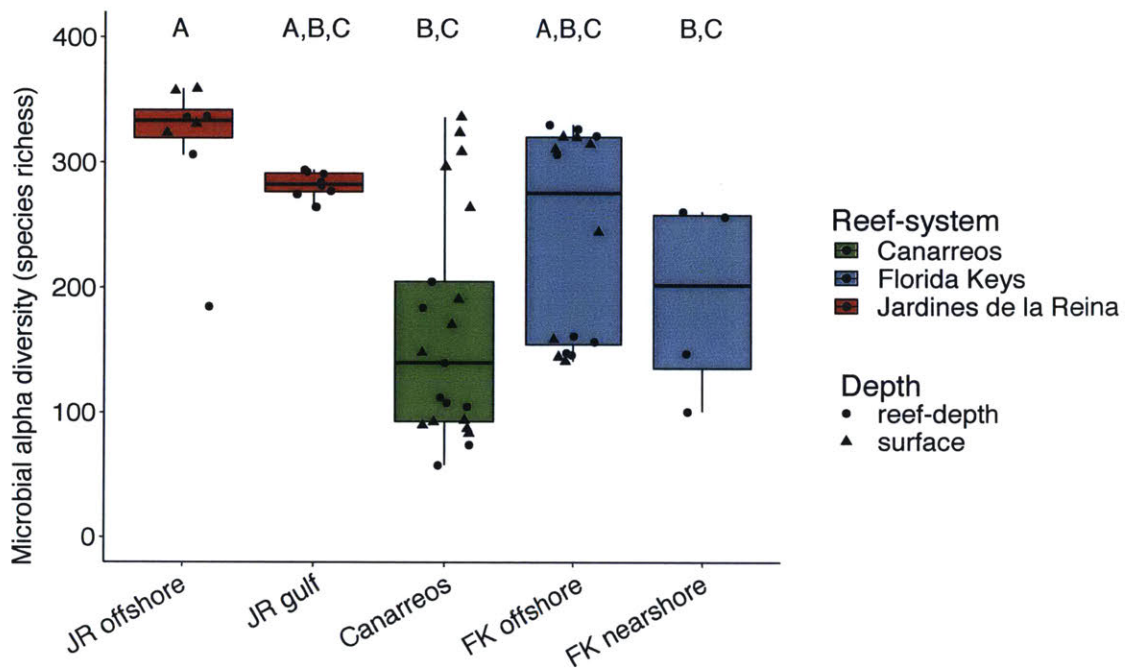 Microbial alpha diversity (species richess)
400
300
200
100
0
A
A,B,C
B,C
A,B,C
B,C
JR offshore
JR gulf
Canarreos
FK offshore
FK nearshore
Reef-system
Canarreos
Florida Keys
Jardines de la Reina
Depth
reef-depth
surface